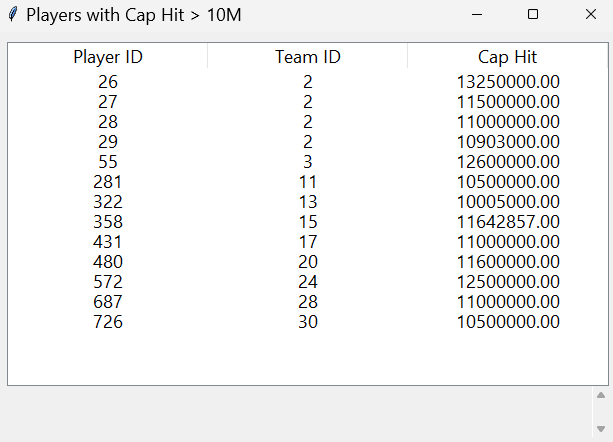 Players with Cap Hit > 10M
Player ID Team ID Cap Hit
26 2 13250000.00
27 2 11500000.00
28 2 11000000.00
29 2 10903000.00
55 3 12600000.00
281 11 10500000.00
322 13 10005000.00
358 15 11642857.00
431 17 11000000.00
480 20 11600000.00
572 24 12500000.00
687 28 11000000.00
726 30 10500000.00